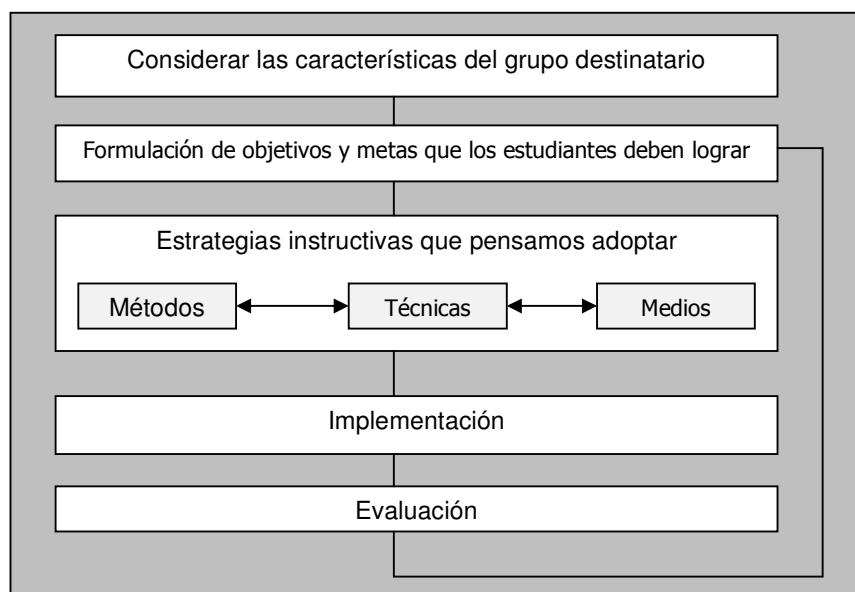 Considerar las características del grupo destinatario
Formulación de objetivos y metas que los estudiantes deben lograr
Estrategias instructivas que pensamos adoptar
Métodos
Técnicas
Medios
Implementación
Evaluación